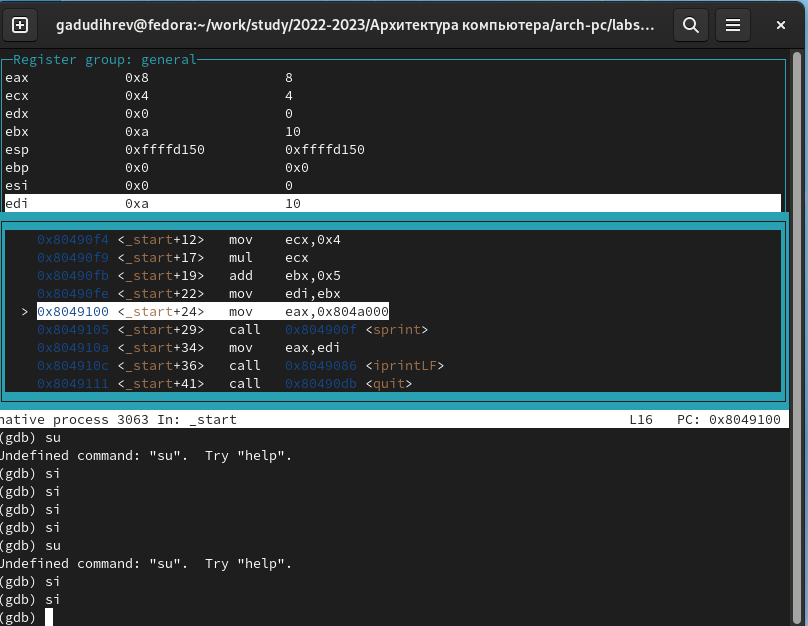 gadudihrev@fedora:~/work/study/2022-2023/Архитектура компьютера/arch-pc/labs...
Register group: general
eax 0x8 8
ecx 0x4 4
edx 0x0 0
ebx 0xa 10
esp 0xffffd150 0xffffd150
ebp 0x0 0x0
esi 0x0 0
edi 0xa 10
0x80490f4 <_start+12> mov ecx,0x4
0x80490f9 <_start+17> mul ecx
0x80490fb <_start+19> add ebx,0x5
0x80490fe <_start+22> mov edi,ebx
> 0x8049100 <_start+24> mov eax,0x804a000
0x8049105 <_start+29> call 0x804900f <sprint>
0x804910a <_start+34> mov eax,edi
0x804910c <_start+36> call 0x8049086 <iprintLF>
0x8049111 <_start+41> call 0x80490db <quit>
native process 3063 In: _start L16 PC: 0x8049100
(gdb) su
Undefined command: "su". Try "help".
(gdb) si
(gdb) si
(gdb) si
(gdb) si
(gdb) su
Undefined command: "su". Try "help".
(gdb) si
(gdb) si
(gdb)